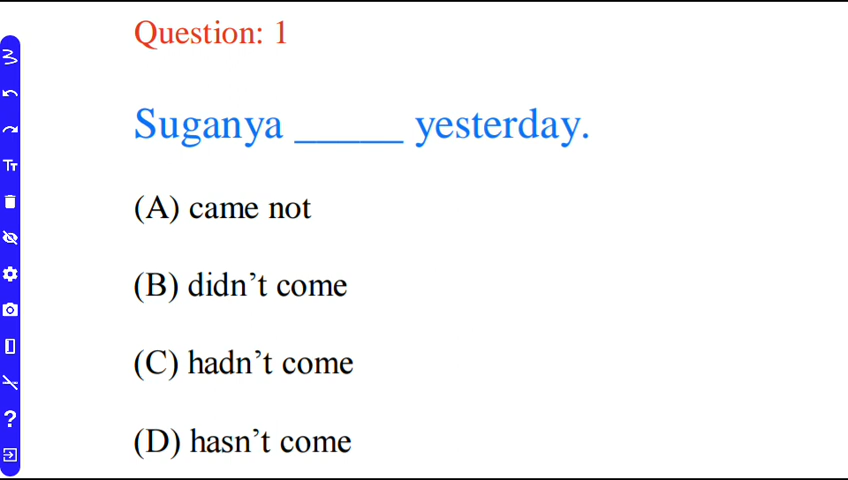 Question: 1
Suganya _____ yesterday.
(A) came not
(B) didn’t come
(C) hadn’t come
(D) hasn’t come